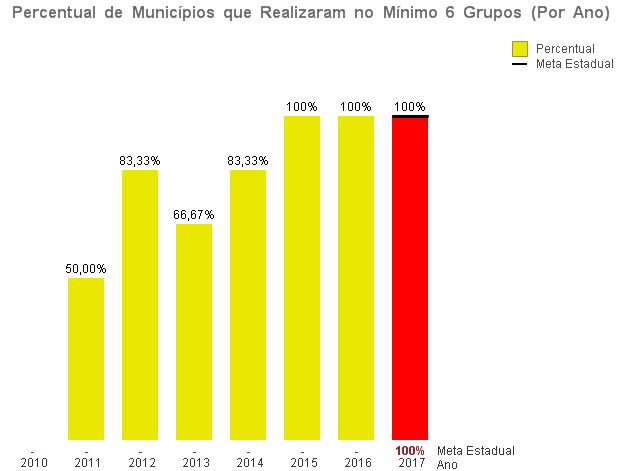 Percentual de Municípios que Realizaram no Mínimo 6 Grupos (Por Ano)
Percentual
Meta Estadual
50,00%
83,33%
66,67%
83,33%
100%
100%
100%
- - - - - - - 100% Meta Estadual
2010 2011 2012 2013 2014 2015 2016 2017 Ano